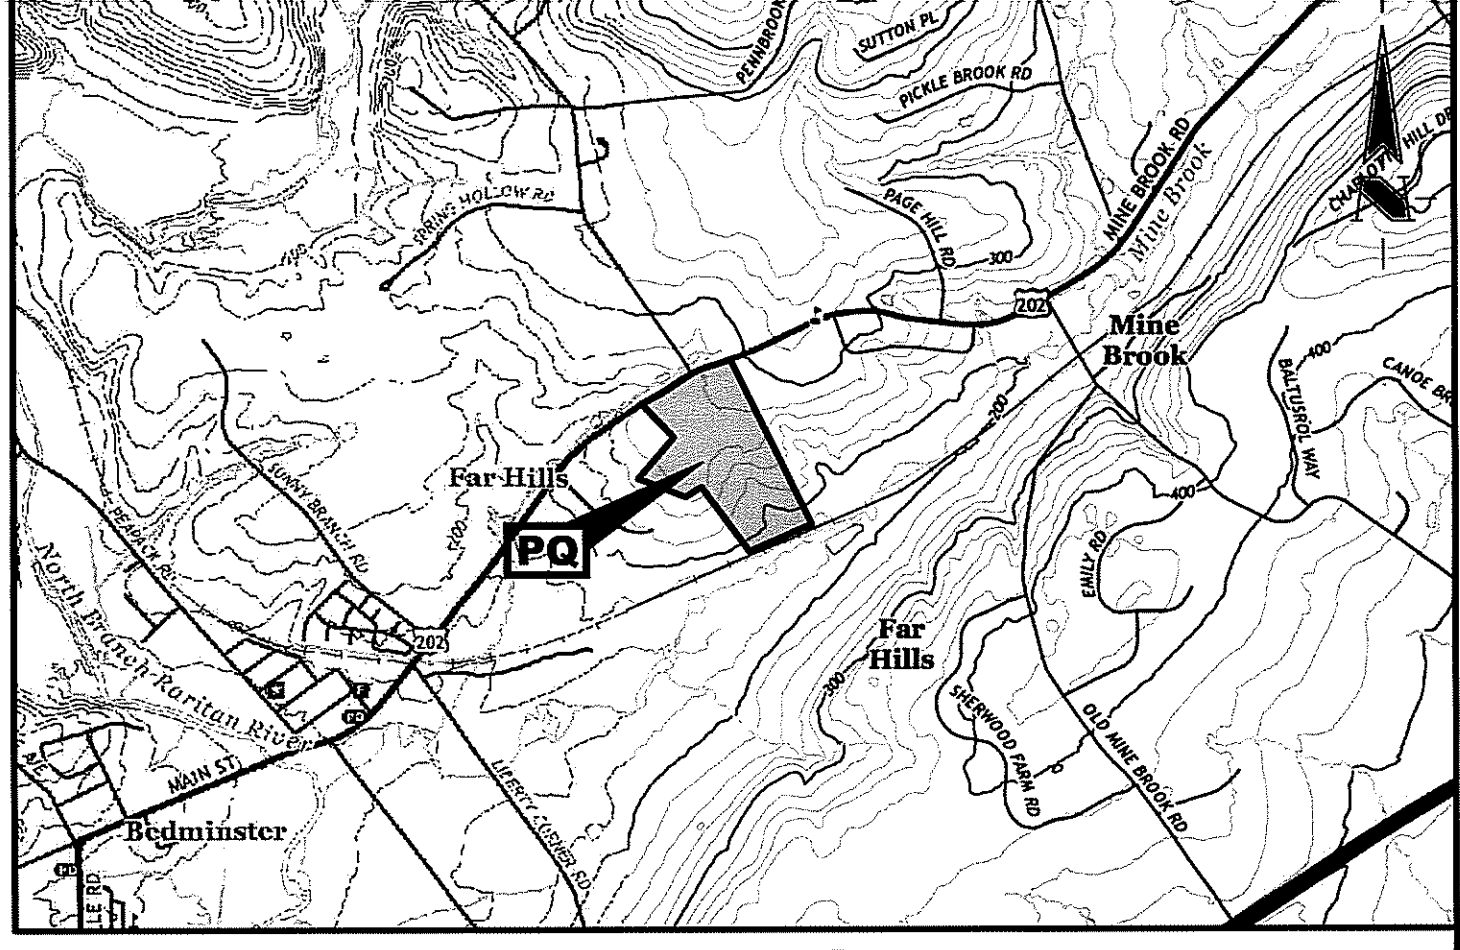 PENNBROOK
SUTTON PL
PICKLE BROOK RD
MINE BROOK RD
Mine Brook
SPRING HOLLOW RD
PAGE HILL RD
300
202
Mine
Brook
400
BALTUSROL WAY
200
Far Hills
SUNNY BRANCH RD
PEAPACK RD
PQ
200
400
EMILY RD
North Branch Raritan River
202
Far
Hills
300
SHERWOOD FARM RD
OLD MINE BROOK RD
MAIN ST
LIBERTY CORNER RD
Bedminster
LE RD